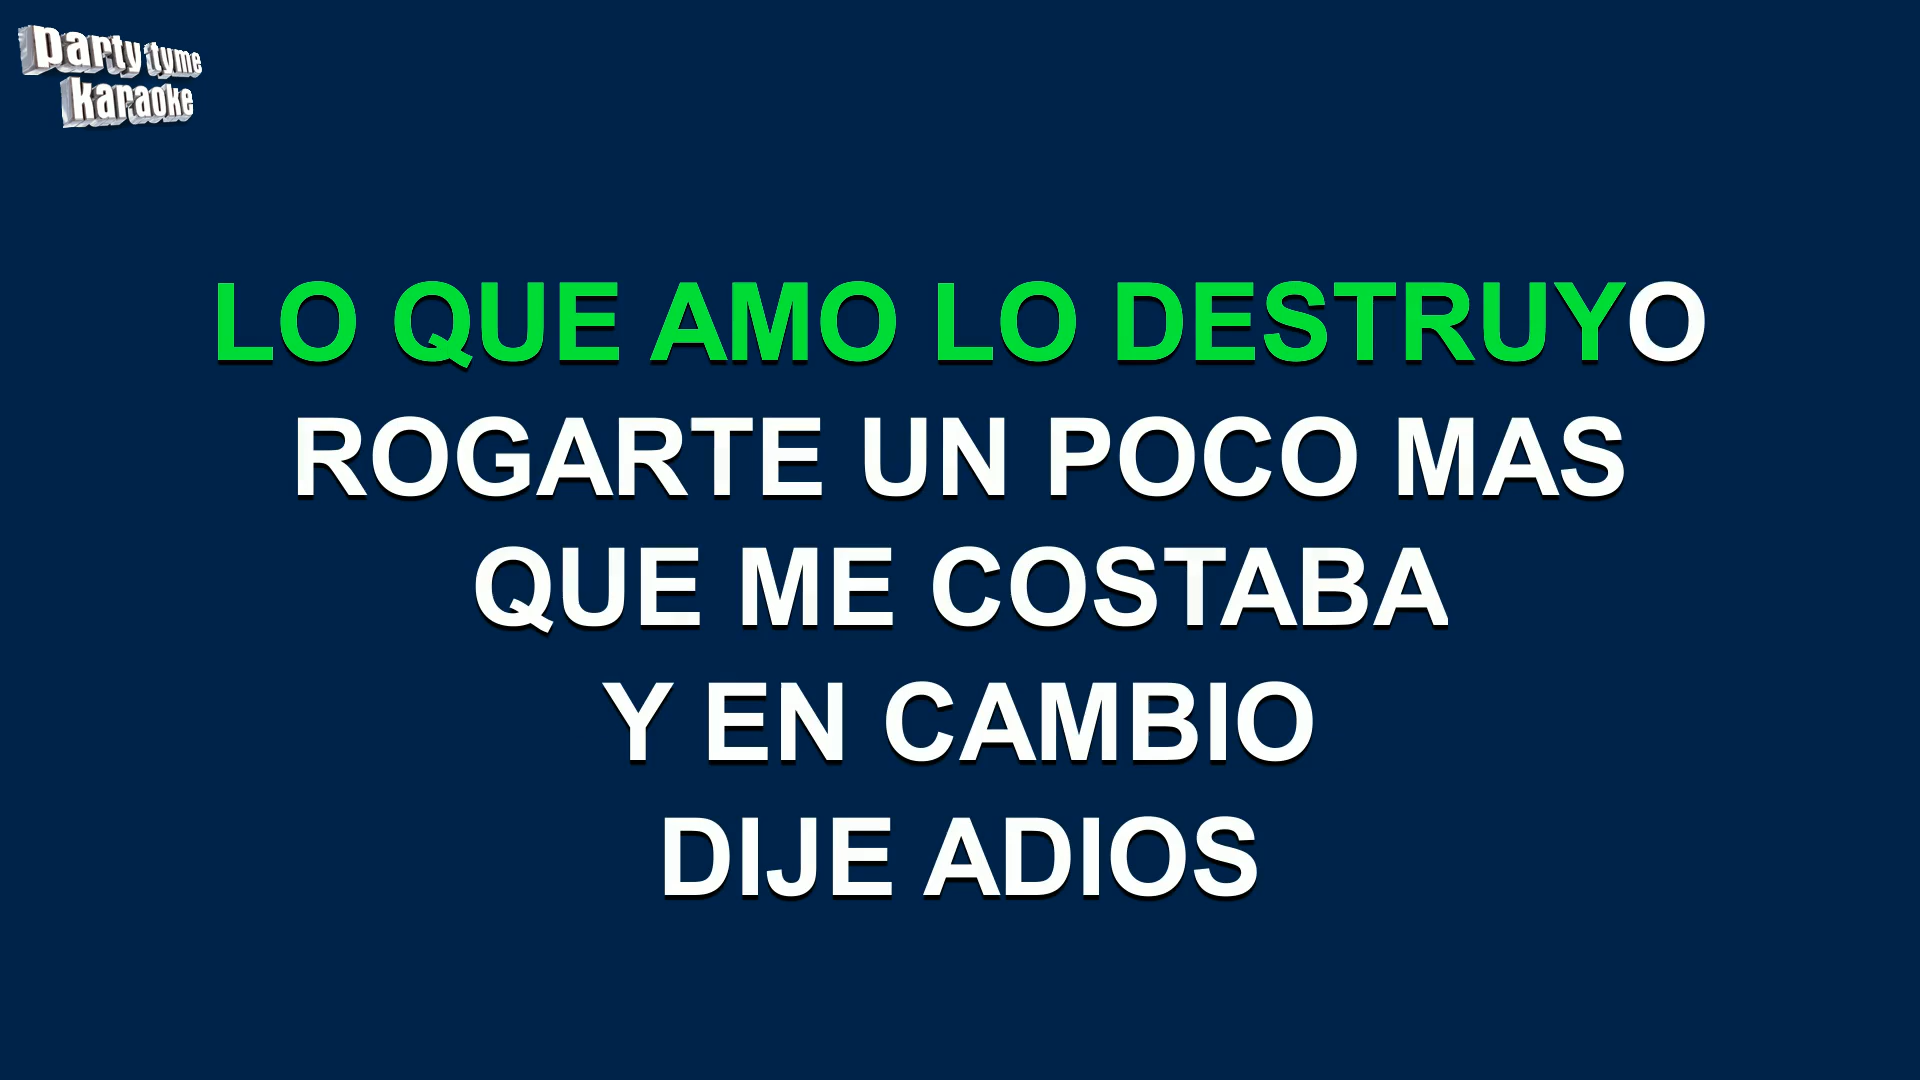 party tyme
karaoke
LO QUE AMO LO DESTRUYO
ROGARTE UN POCO MAS
QUE ME COSTABA
Y EN CAMBIO
DIJE ADIOS